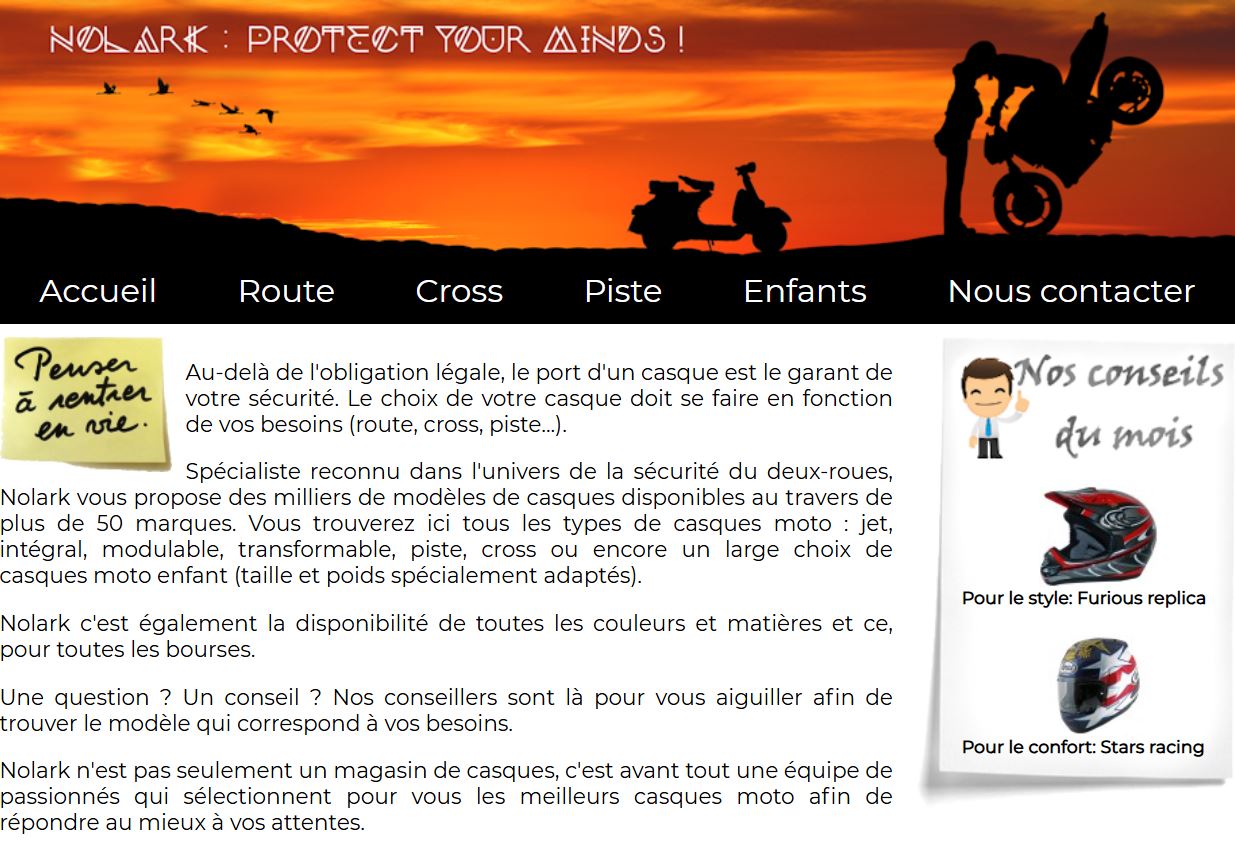 NOLARK : PROTECT YOUR MINDS !
Accueil Route Cross Piste Enfants Nous contacter
Penser
à rentrer
en vie.
Au-delà de l'obligation légale, le port d'un casque est le garant de
votre sécurité. Le choix de votre casque doit se faire en fonction
de vos besoins (route, cross, piste...).
Spécialiste reconnu dans l'univers de la sécurité du deux-roues,
Nolark vous propose des milliers de modèles de casques disponibles au travers de
plus de 50 marques. Vous trouverez ici tous les types de casques moto : jet,
intégral, modulable, transformable, piste, cross ou encore un large choix de
casques moto enfant (taille et poids spécialement adaptés).
Nolark c'est également la disponibilité de toutes les couleurs et matières et ce,
pour toutes les bourses.
Une question ? Un conseil ? Nos conseillers sont là pour vous aiguiller afin de
trouver le modèle qui correspond à vos besoins.
Nolark n'est pas seulement un magasin de casques, c'est avant tout une équipe de
passionnés qui sélectionnent pour vous les meilleurs casques moto afin de
répondre au mieux à vos attentes.
Nos conseils
du mois
Pour le style: Furious replica
Pour le confort: Stars racing